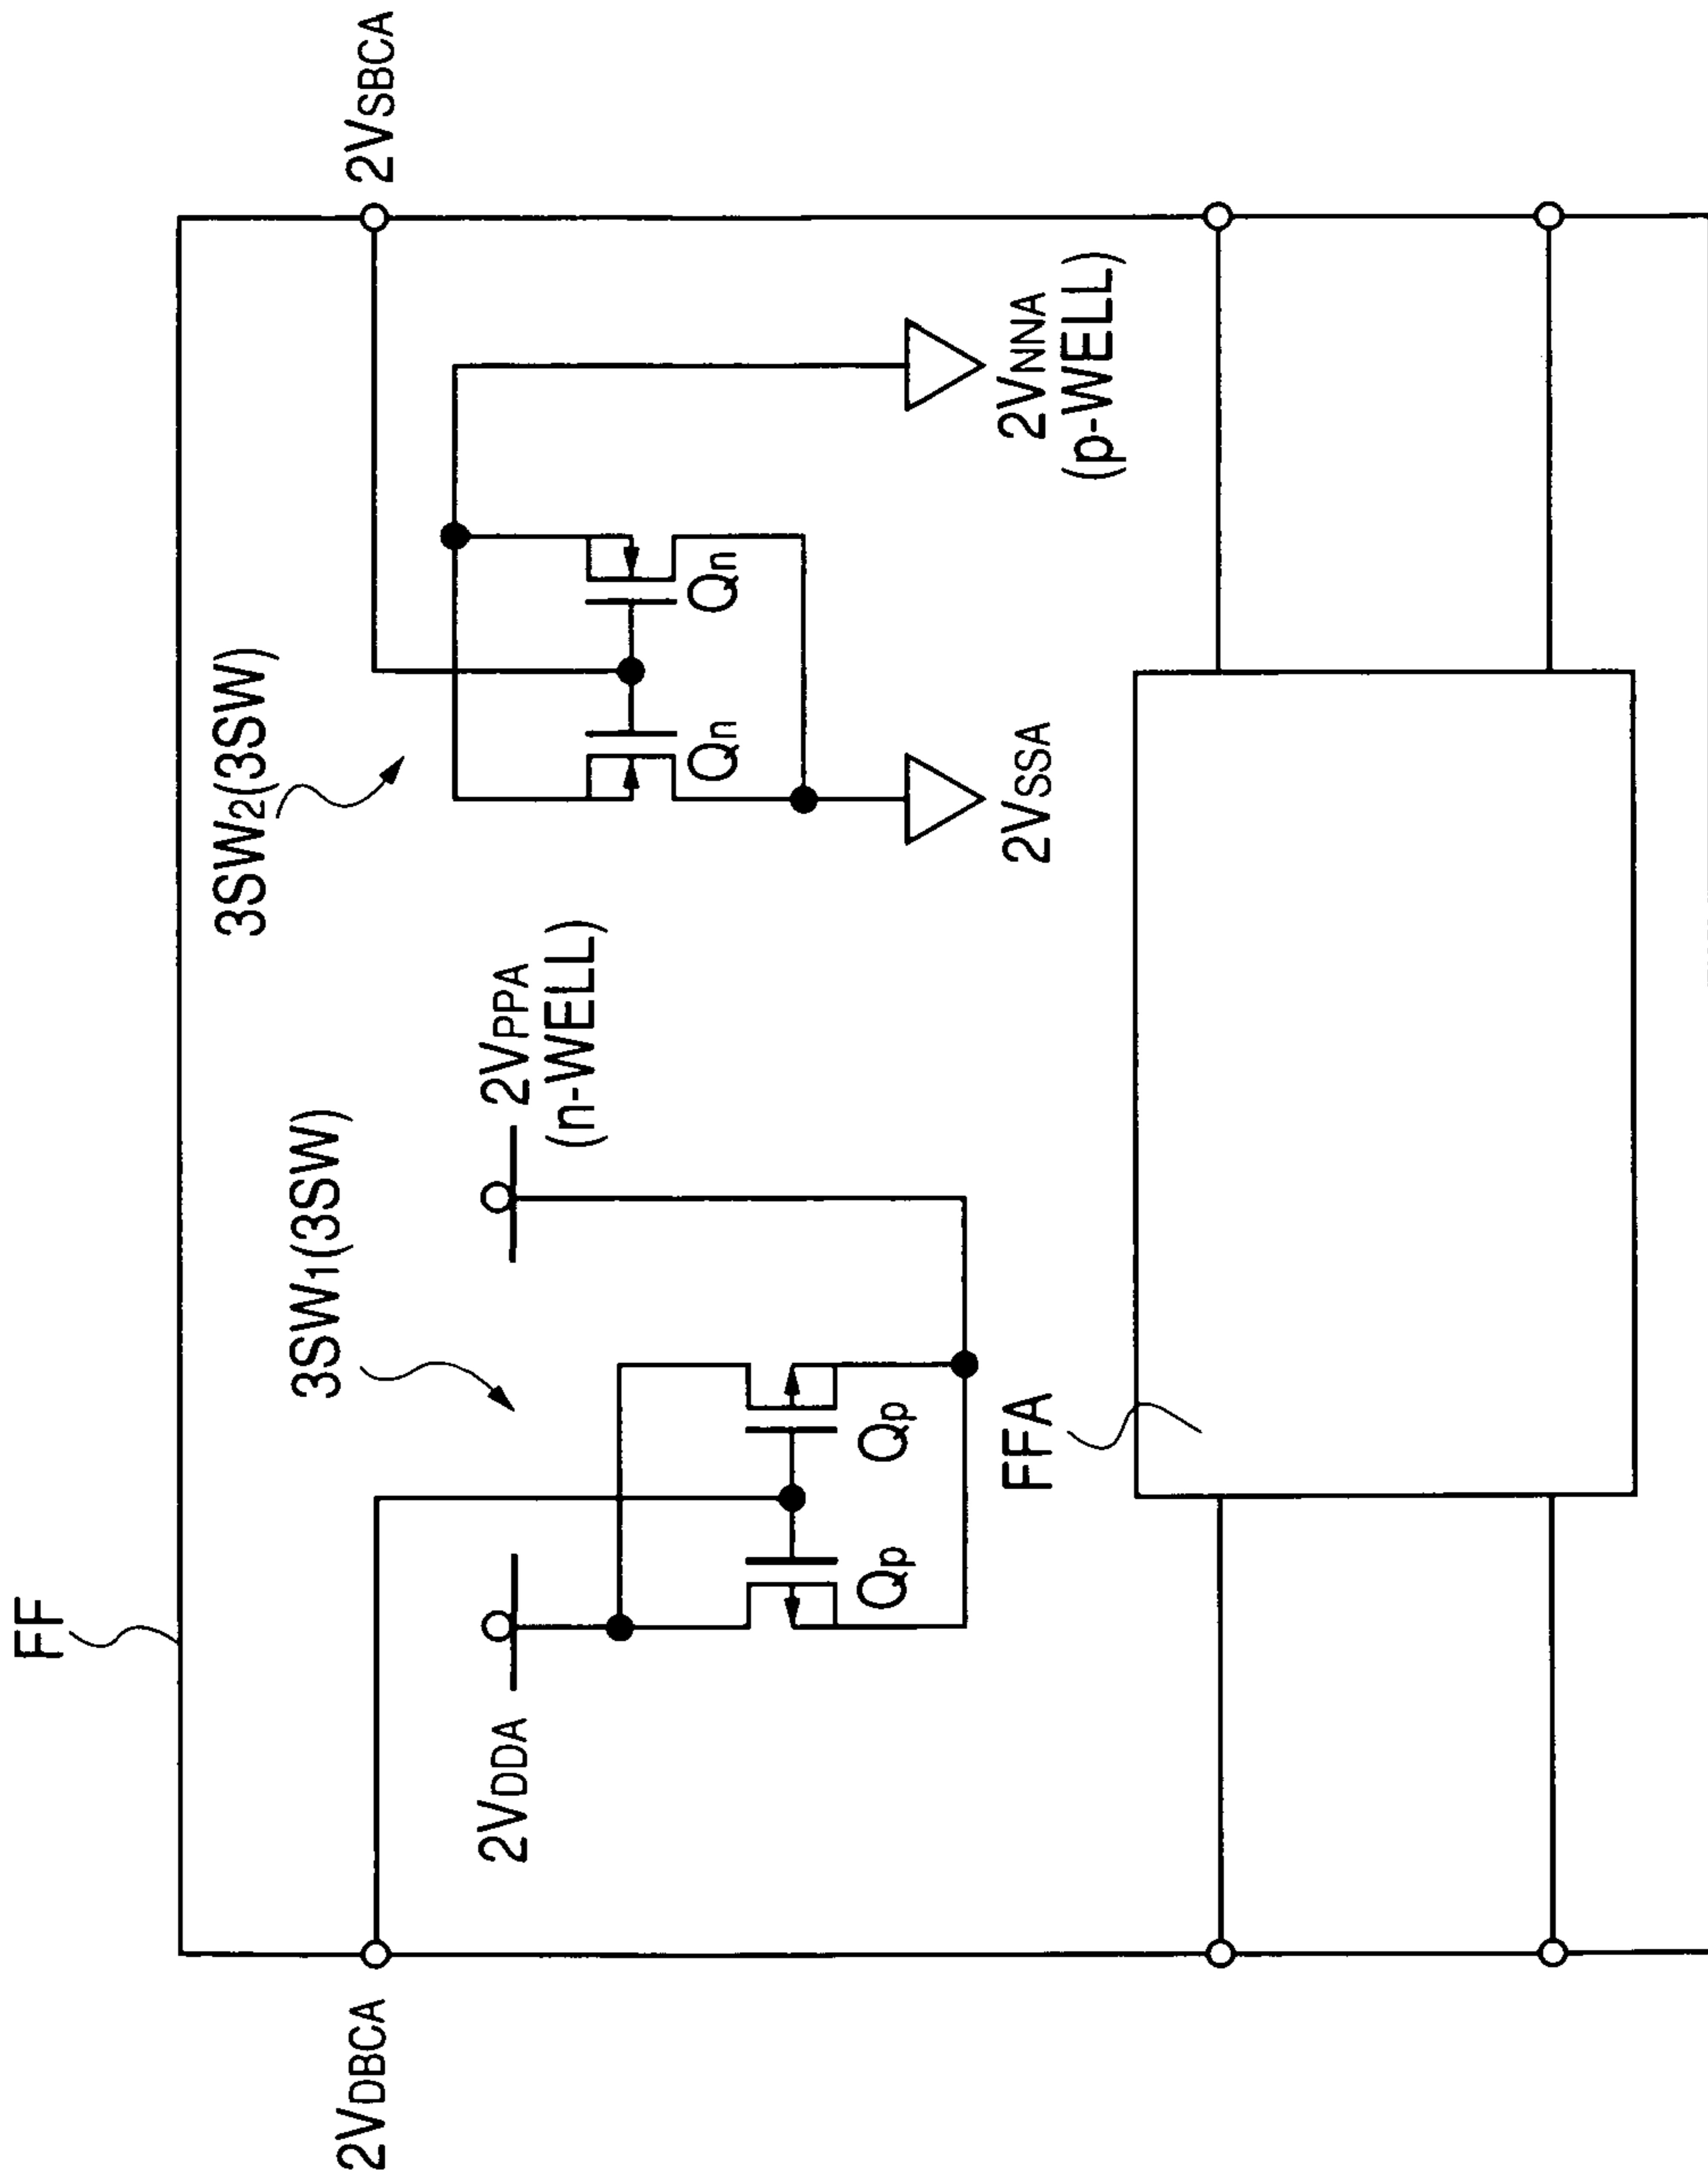 FF
2VDBCA
2VSBCA
3SW1(3SW)
3SW2(3SW)
2VDDA
2VPPA
(n-WELL)
Qp
Qp
Qn
Qn
2VSSA
2VNNA
(p-WELL)
FFA